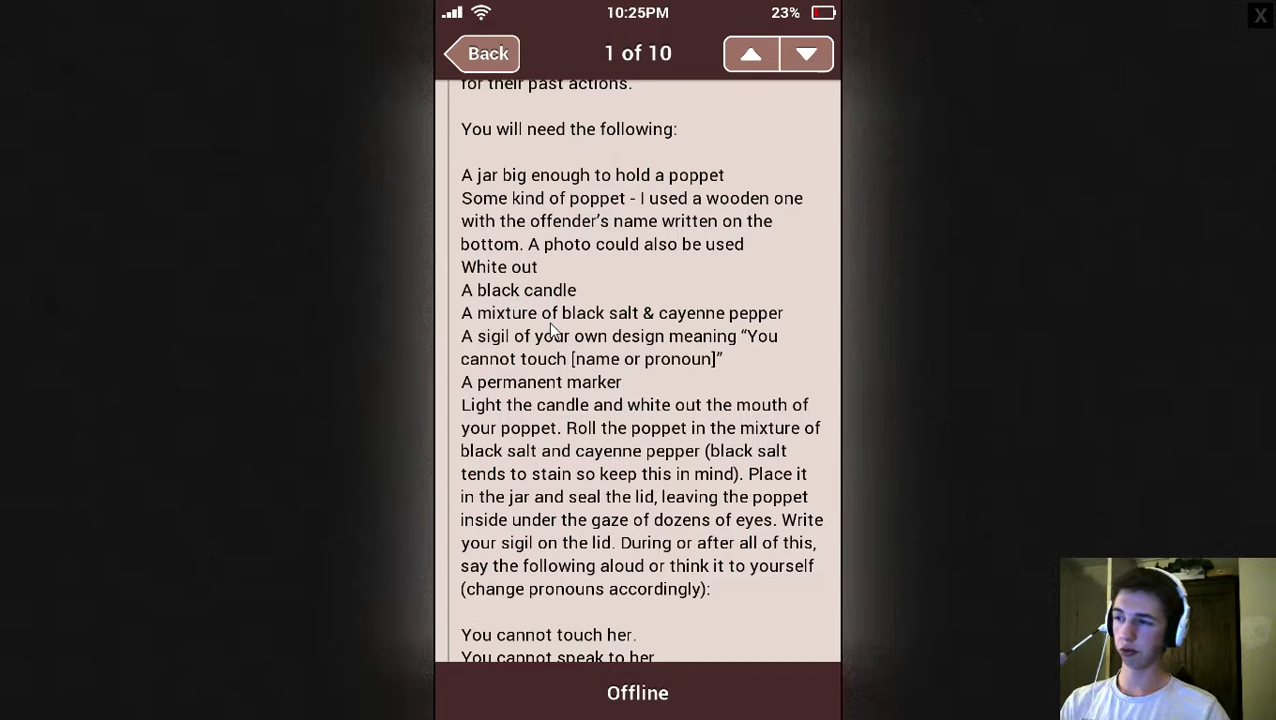 10:25PM
23%
X
Back
1 of 10
for their past actions.
You will need the following:
A jar big enough to hold a poppet
Some kind of poppet - I used a wooden one
with the offender’s name written on the
bottom. A photo could also be used
White out
A black candle
A mixture of black salt & cayenne pepper
A sigil of your own design meaning “You
cannot touch [name or pronoun]”
A permanent marker
Light the candle and white out the mouth of
your poppet. Roll the poppet in the mixture of
black salt and cayenne pepper (black salt
tends to stain so keep this in mind). Place it
in the jar and seal the lid, leaving the poppet
inside under the gaze of dozens of eyes. Write
your sigil on the lid. During or after all of this,
say the following aloud or think it to yourself
(change pronouns accordingly):
You cannot touch her.
You cannot speak to her
Offline